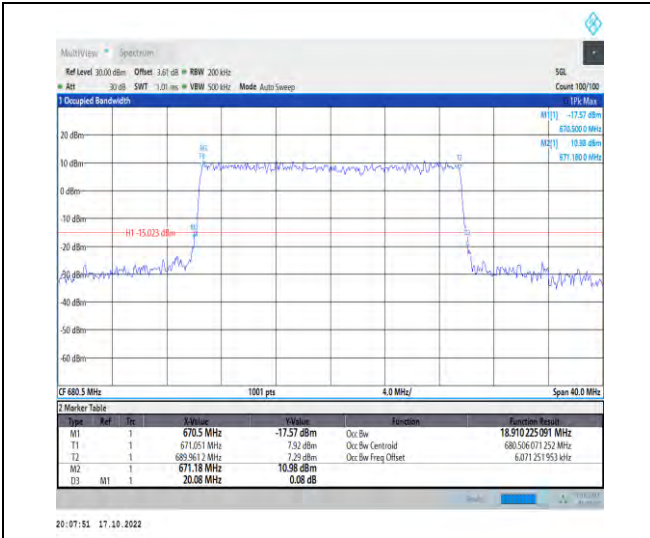 MultiView Spectrum
Ref Level 30.00 dBm Offset 3.61 dB RBW 200 kHz SGL
Att 30 dB SWT 1.01 ms VBW 500 kHz Mode Auto Sweep Count 100/100
1 Occupied Bandwidth 1Pk Max
M1[1] -17.57 dBm
670.500 0 MHz
M2[1] 10.98 dBm
671.180 0 MHz
20 dBm
M2
10 dBm T1 T2
0 dBm
-10 dBm
H1 -15.023 dBm
-20 dBm
-30 dBm
-40 dBm
-50 dBm
-60 dBm
CF 680.5 MHz 1001 pts 4.0 MHz/ Span 40.0 MHz
2 Marker Table
Type Ref Trc X-Value Y-Value Function Function Result
M1 1 670.5 MHz -17.57 dBm Occ Bw 18.910 225 091 MHz
T1 1 671.051 MHz 7.92 dBm Occ Bw Centroid 680.506 071 252 MHz
T2 1 689.961 2 MHz 7.29 dBm Occ Bw Freq Offset 6.071 251 953 kHz
M2 1 671.18 MHz 10.98 dBm
D3 M1 1 20.08 MHz 0.08 dB
20:07:51 17.10.2022